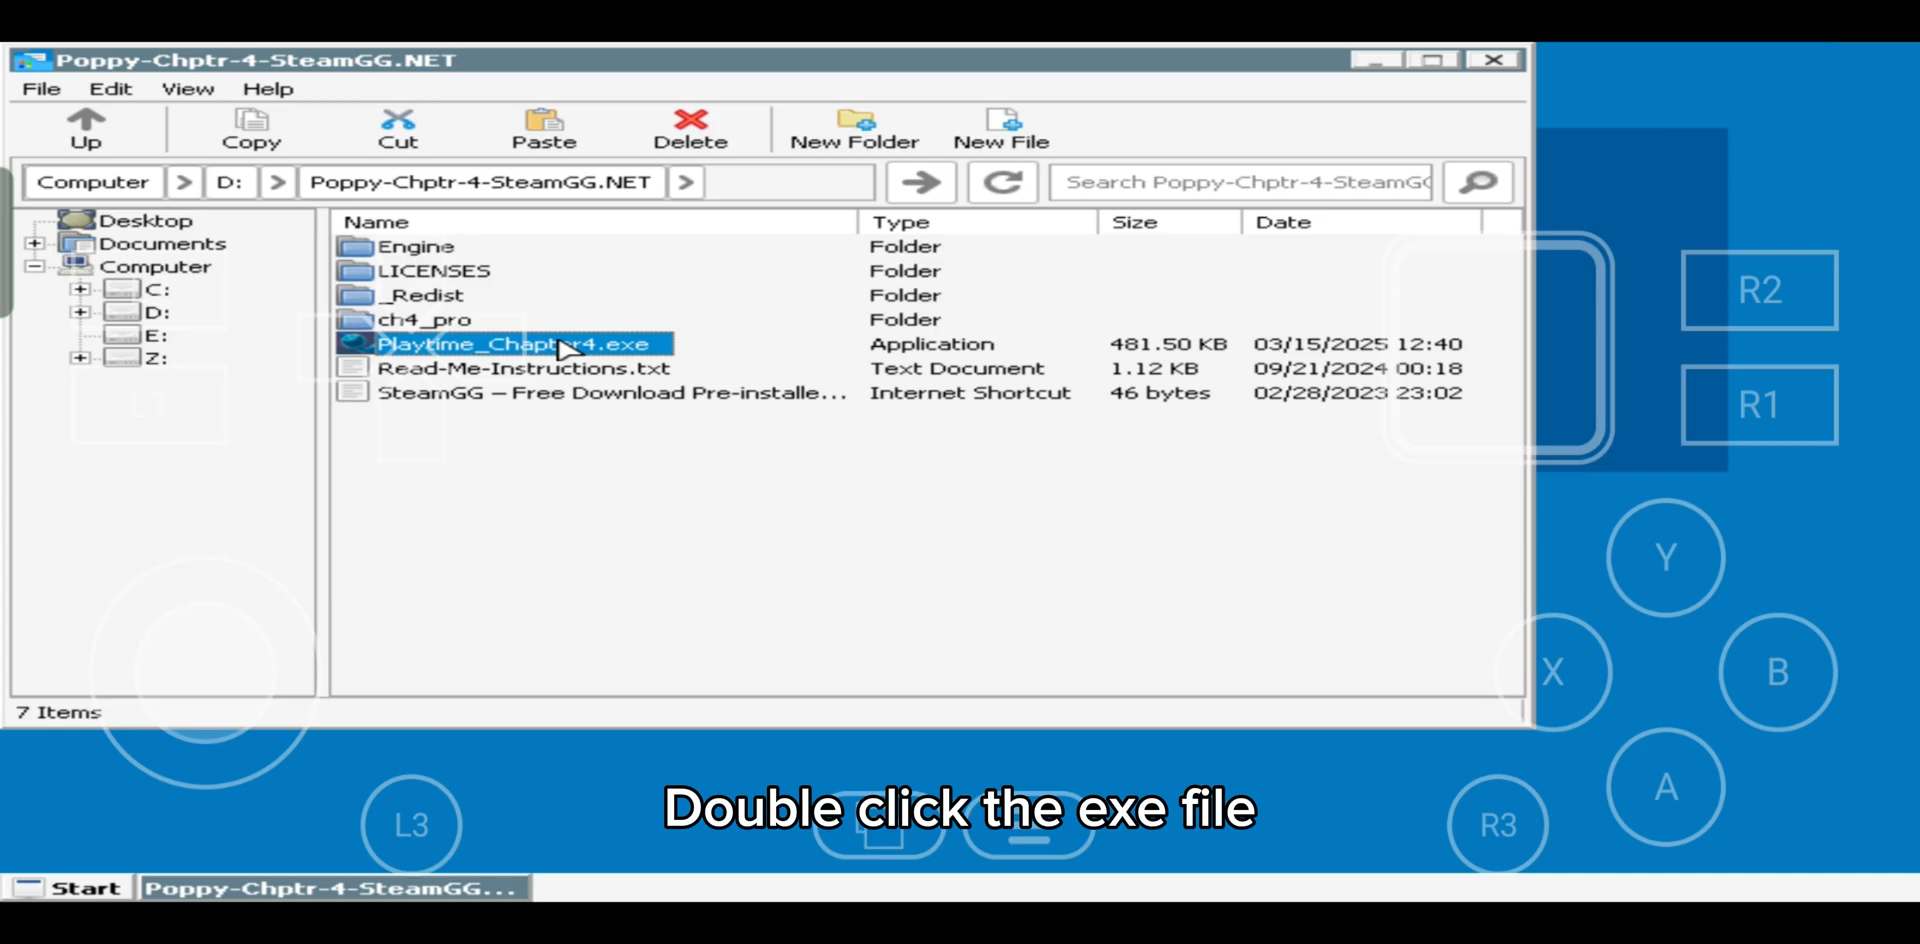 Poppy-Chptr-4-SteamGG.NET
File Edit View Help
Up Copy Cut Paste Delete New Folder New File
Computer > D: > Poppy-Chptr-4-SteamGG.NET > Search Poppy-Chptr-4-SteamGG
Desktop
Documents
Computer
C:
D:
E:
Z:
Name Type Size Date
Engine Folder
LICENSES Folder
_Redist Folder
ch4_pro Folder
Playtime_Chapter4.exe Application 481.50 KB 03/15/2025 12:40
Read-Me-Instructions.txt Text Document 1.12 KB 09/21/2024 00:18
SteamGG – Free Download Pre-installe... Internet Shortcut 46 bytes 02/28/2023 23:02
7 Items
L1
R2
R1
Y
X
B
A
L3
R3
Double click the exe file
Start Poppy-Chptr-4-SteamGG...